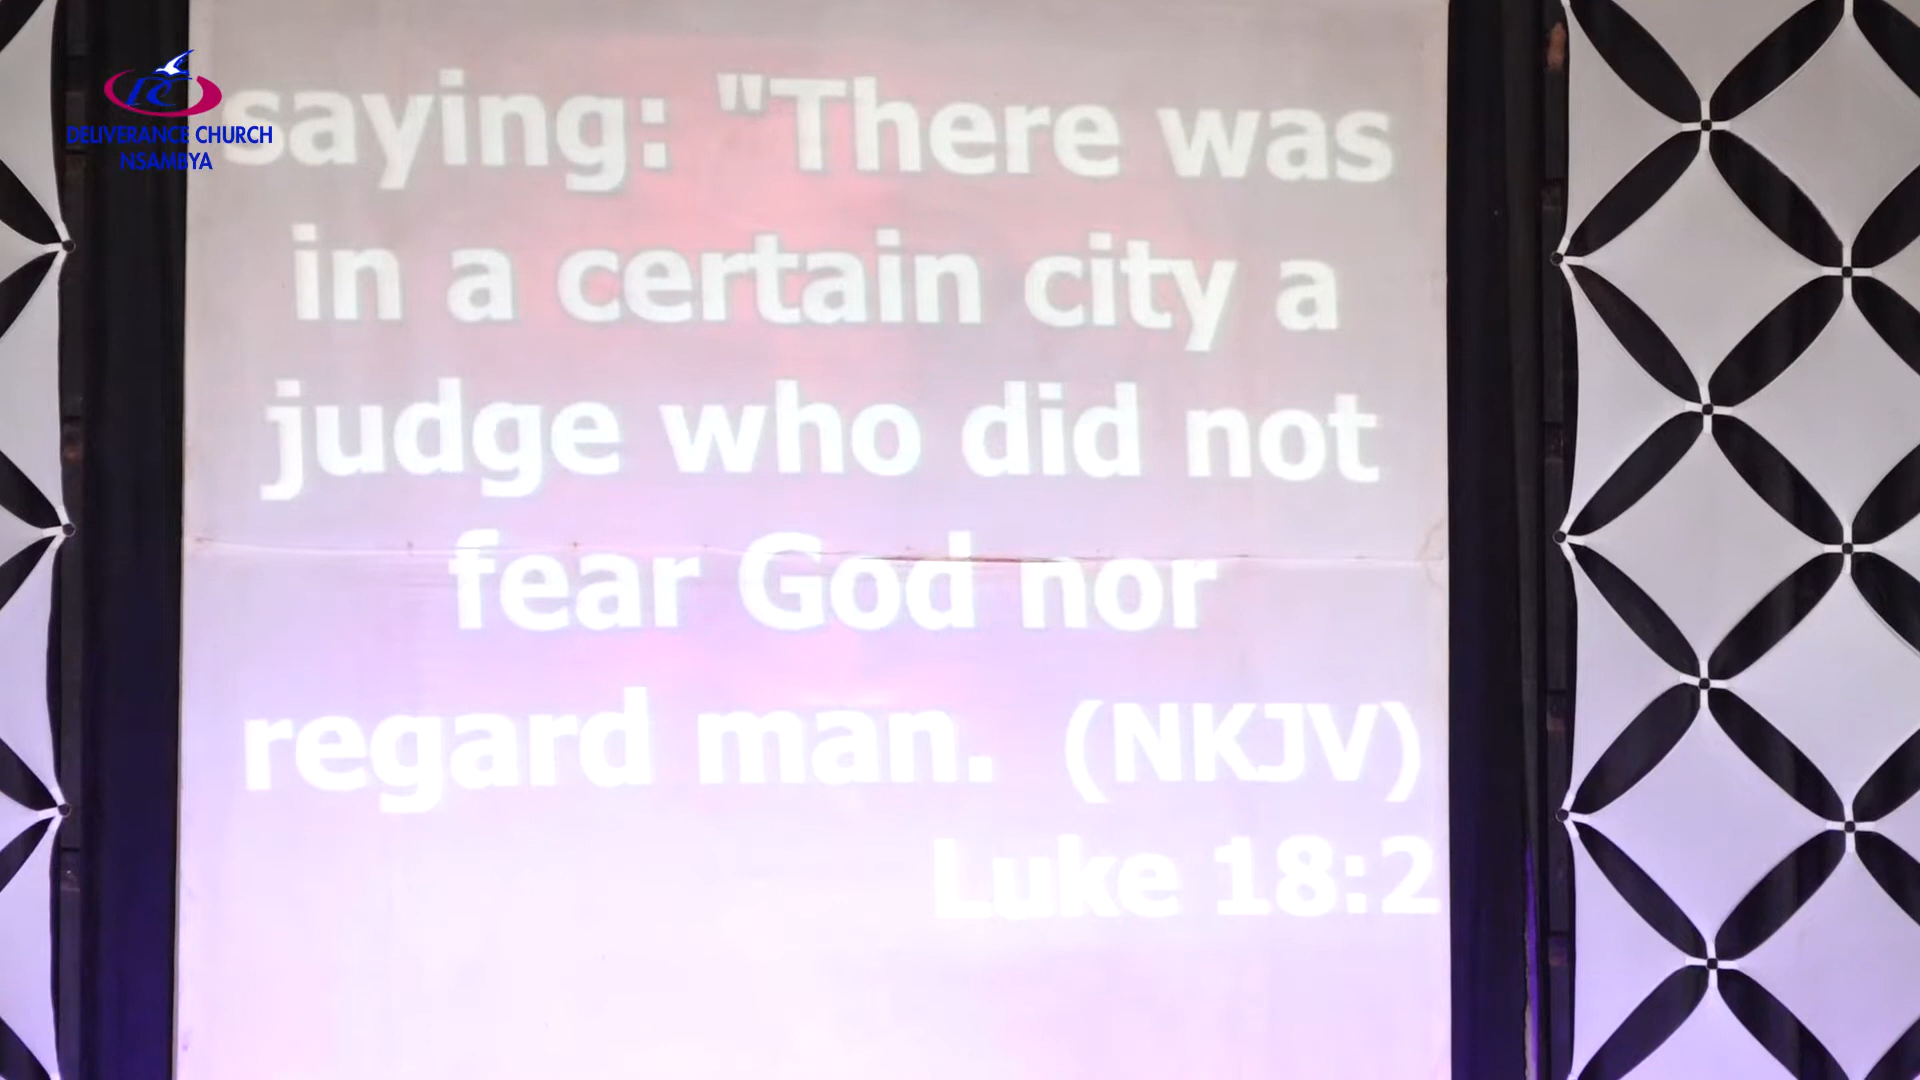 DELIVERANCE CHURCH
NSAMBYA
saying: "There was
in a certain city a
judge who did not
fear God nor
regard man. (NKJV)
Luke 18:2